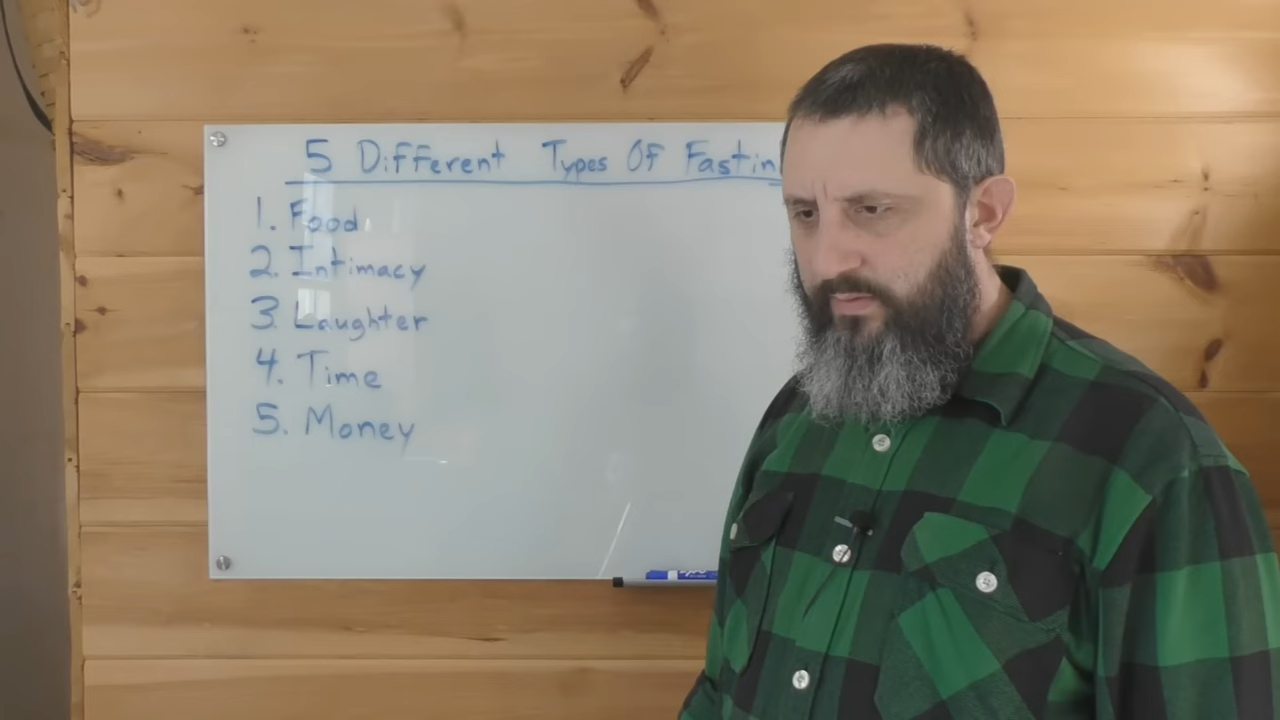 5 Different Types Of Fastin
1. Food
2. Intimacy
3. Laughter
4. Time
5. Money